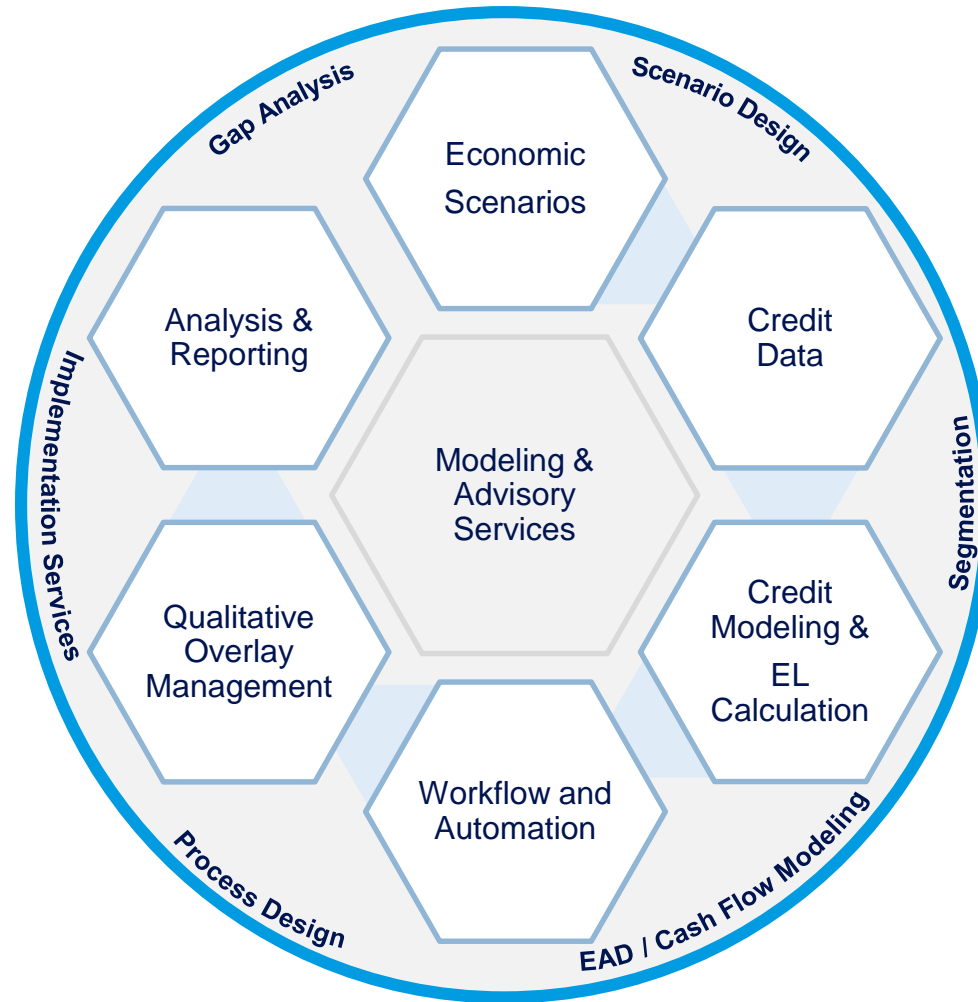 Gap Analysis
Scenario Design
Economic
Scenarios
Analysis &
Reporting
Credit
Data
Implementation Services
Modeling &
Advisory
Services
Segmentation
Qualitative
Overlay
Management
Credit
Modeling &
EL
Calculation
Workflow and
Automation
Process Design
EAD / Cash Flow Modeling